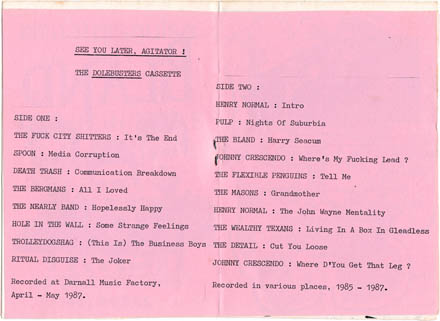 SEE YOU LATER, AGITATOR !
THE DOLEBUSTERS CASSETTE
SIDE ONE :
THE FUCK CITY SHITTERS : It's The End
SPOON : Media Corruption
DEATH TRASH : Communication Breakdown
THE BERGMANS : All I Loved
THE NEARLY BAND : Hopelessly Happy
HOLE IN THE WALL : Some Strange Feelings
TROLLEYDOGSHAG : (This Is) The Business Boys
RITUAL DISGUISE : The Joker
Recorded at Darnall Music Factory,
April - May 1987.
SIDE TWO :
HENRY NORMAL : Intro
PULP : Nights Of Suburbia
THE BLAND : Harry Seacum
JOHNNY CRESCENDO : Where's My Fucking Lead ?
THE FLEXIBLE PENGUINS : Tell Me
THE MASONS : Grandmother
HENRY NORMAL : The John Wayne Mentality
THE WEALTHY TEXANS : Living In A Box In Gleadless
THE DETAIL : Cut You Loose
JOHNNY CRESCENDO : Where D'You Get That Leg ?
Recorded in various places, 1985 - 1987.